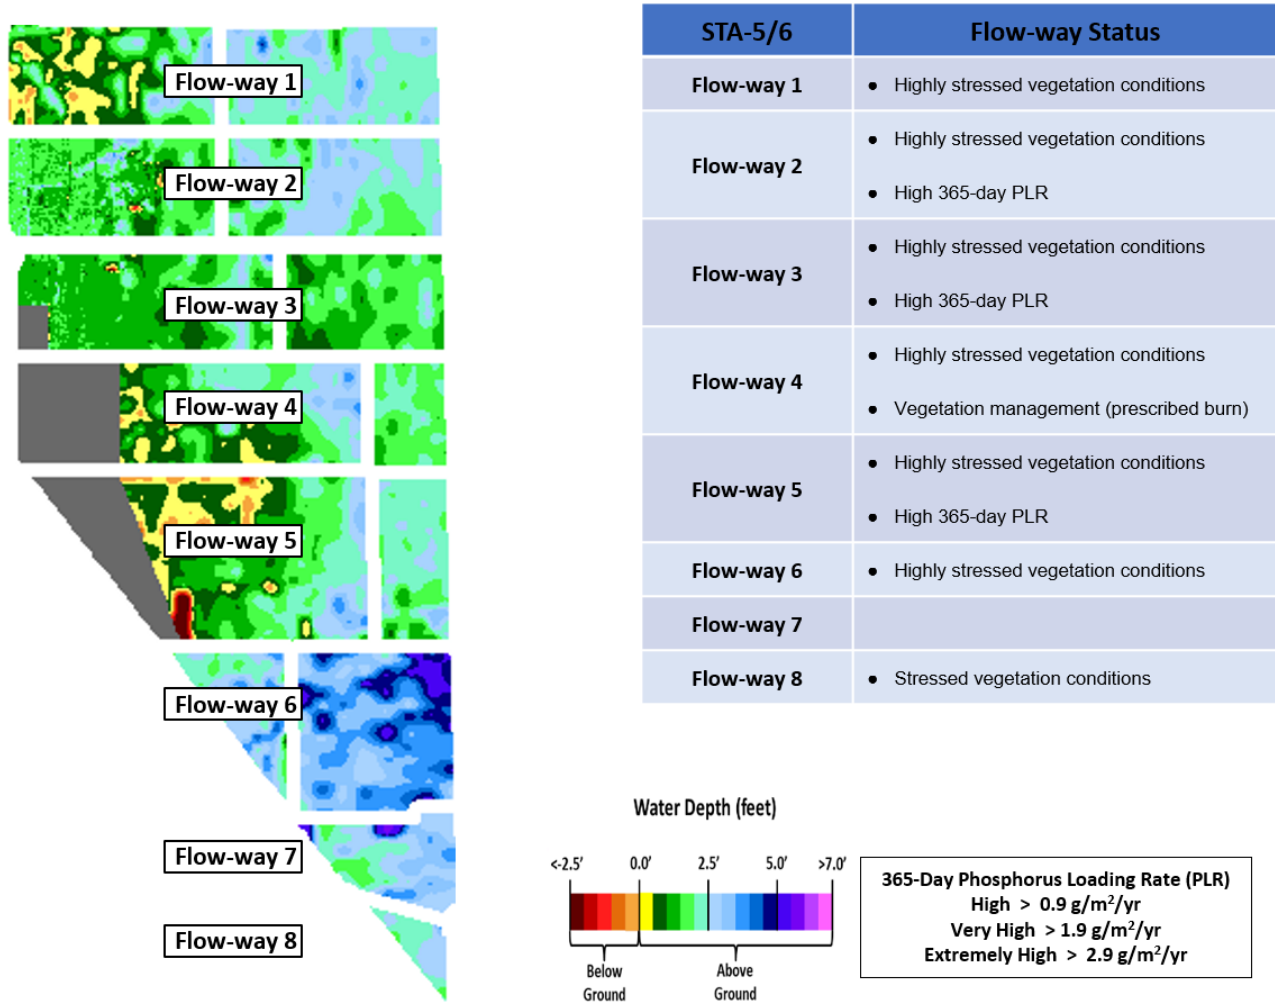 Flow-way 1
Flow-way 2
Flow-way 3
Flow-way 4
Flow-way 5
Flow-way 6
Flow-way 7
Flow-way 8
STA-5/6 Flow-way Status
Flow-way 1 • Highly stressed vegetation conditions
Flow-way 2 • Highly stressed vegetation conditions
• High 365-day PLR
Flow-way 3 • Highly stressed vegetation conditions
• High 365-day PLR
Flow-way 4 • Highly stressed vegetation conditions
• Vegetation management (prescribed burn)
Flow-way 5 • Highly stressed vegetation conditions
• High 365-day PLR
Flow-way 6 • Highly stressed vegetation conditions
Flow-way 7
Flow-way 8 • Stressed vegetation conditions
Water Depth (feet)
<-2.5' 0.0' 2.5' 5.0' >7.0'
Below Ground
Above Ground
365-Day Phosphorus Loading Rate (PLR)
High > 0.9 g/m²/yr
Very High > 1.9 g/m²/yr
Extremely High > 2.9 g/m²/yr